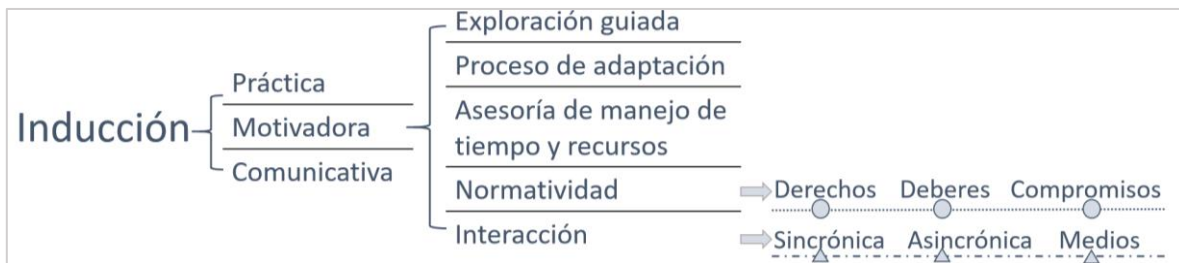 Inducción
Práctica
Motivadora
Comunicativa
Exploración guiada
Proceso de adaptación
Asesoría de manejo de
tiempo y recursos
Normatividad
Derechos Deberes Compromisos
Interacción
Sincrónica Asincrónica Medios